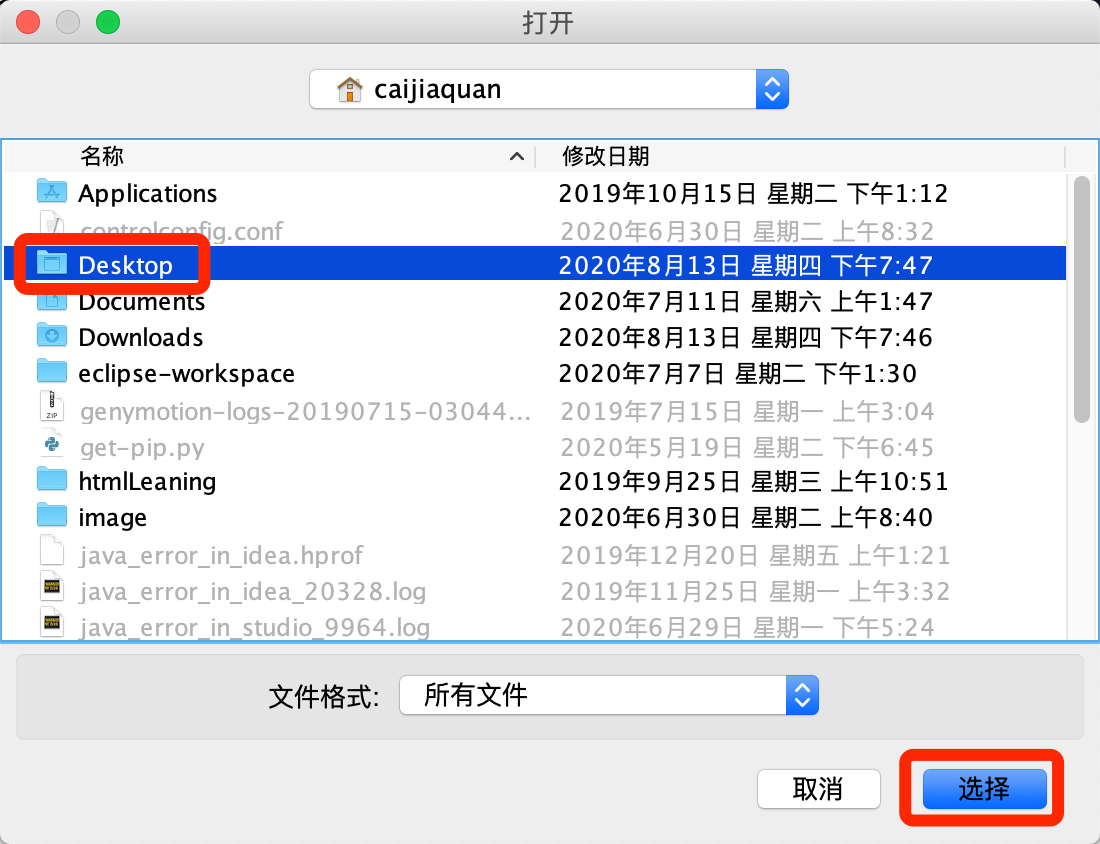 打开
caijiaquan
名称 修改日期
Applications 2019年10月15日 星期二 下午1:12
controlconfig.conf 2020年6月30日 星期二 上午8:32
Desktop 2020年8月13日 星期四 下午7:47
Documents 2020年7月11日 星期六 上午1:47
Downloads 2020年8月13日 星期四 下午7:46
eclipse-workspace 2020年7月7日 星期二 下午1:30
ZIP genymotion-logs-20190715-03044... 2019年7月15日 星期一 上午3:04
get-pip.py 2020年5月19日 星期二 下午6:45
htmlLeaning 2019年9月25日 星期三 上午10:51
image 2020年6月30日 星期二 上午8:40
java_error_in_idea.hprof 2019年12月20日 星期五 上午1:21
java_error_in_idea_20328.log 2019年11月25日 星期一 上午3:32
java_error_in_studio_9964.log 2020年6月29日 星期一 下午5:24
文件格式: 所有文件
取消 选择